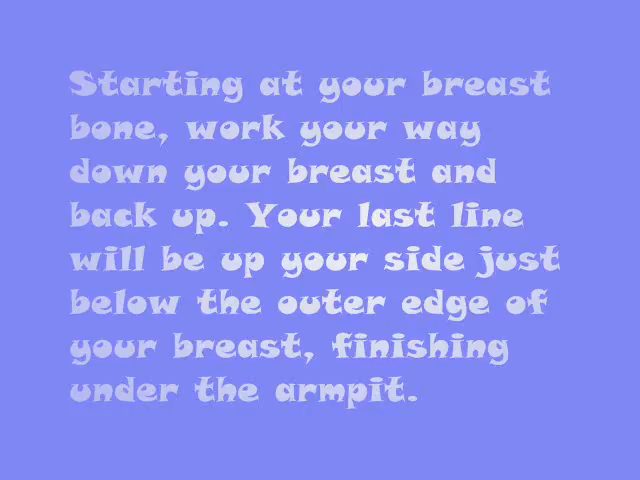 Starting at your breast
bone, work your way
down your breast and
back up. Your last line
will be up your side just
below the outer edge of
your breast, finishing
under the armpit.